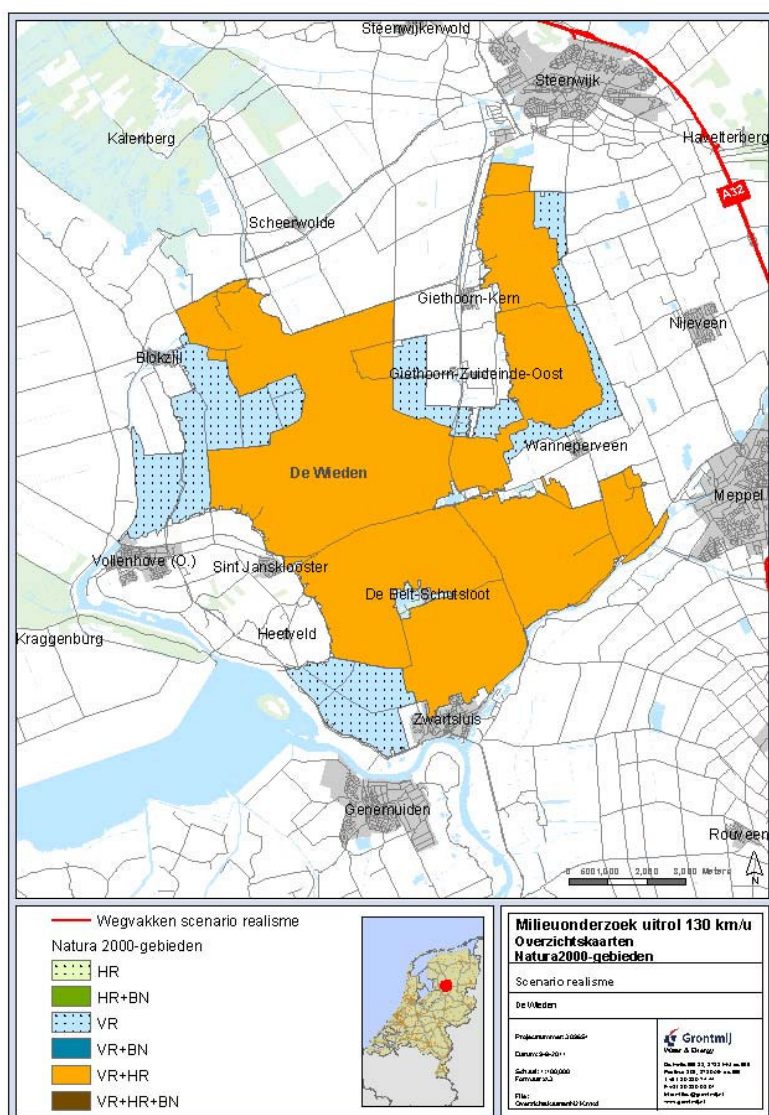 Steenwijkerwold
Steenwijk
Kalenberg
Havelterberg
A32
Scheerwolde
Giethoorn-Kern
Nijeveen
Blokzijl
Giethoorn-Zuideinde-Oost
Wanneperveen
De Wieden
Meppel
Vollenhove (O.)
Sint Jansklooster
De Belt-Schutsloot
Heetveld
Kraggenburg
Zwartsluis
Genemuiden
Rouveen
Meters
N
Wegvakken scenario realisme
Natura 2000-gebieden
HR
HR+BN
VR
VR+BN
VR+HR
VR+HR+BN
Milieuonderzoek uitrol 130 km/u
Overzichtskaarten
Natura2000-gebieden
Scenario realisme
De Wieden
Grontmij